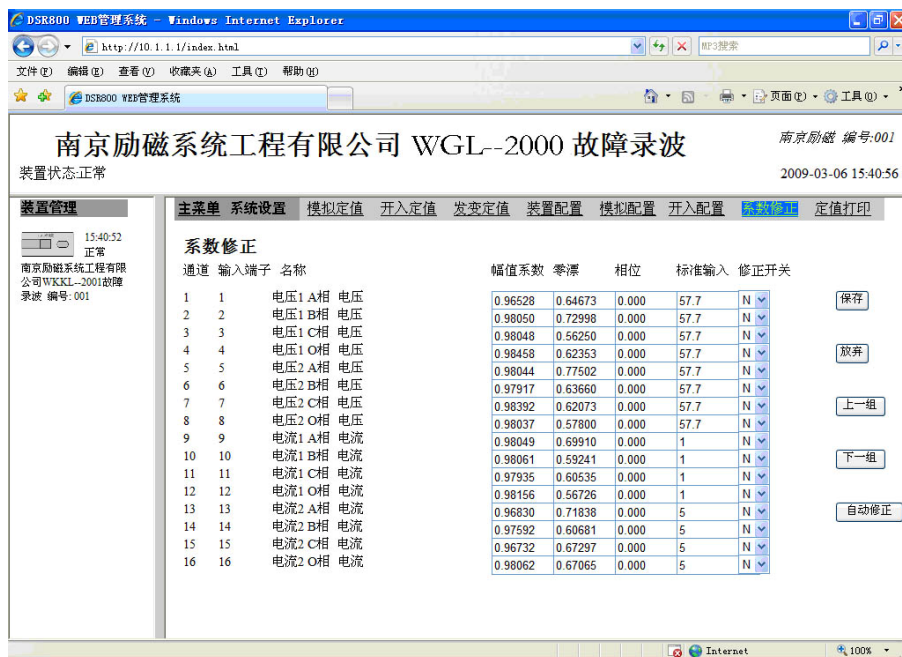 DSR800 WEB管理系统 - Windows Internet Explorer
http://10.1.1.1/index.html MP3搜索
文件(F) 编辑(E) 查看(V) 收藏夹(A) 工具(T) 帮助(H)
DSR800 WEB管理系统 页面(P) 工具(O)
南京励磁系统工程有限公司 WGL--2000 故障录波
南京励磁 编号:001
装置状态:正常
2009-03-06 15:40:56
装置管理
15:40:52
正常
南京励磁系统工程有限
公司WKKL--2001故障
录波 编号: 001
主菜单 系统设置 模拟定值 开入定值 发变定值 装置配置 模拟配置 开入配置 系数修正 定值打印
系数修正
通道 输入端子 名称 幅值系数 零漂 相位 标准输入 修正开关
1 1 电压1 A相 电压 0.96528 0.64673 0.000 57.7 N
2 2 电压1 B相 电压 0.98050 0.72998 0.000 57.7 N
3 3 电压1 C相 电压 0.98048 0.56250 0.000 57.7 N
4 4 电压1 O相 电压 0.98458 0.62353 0.000 57.7 N
5 5 电压2 A相 电压 0.98044 0.77502 0.000 57.7 N
6 6 电压2 B相 电压 0.97917 0.63660 0.000 57.7 N
7 7 电压2 C相 电压 0.98392 0.62073 0.000 57.7 N
8 8 电压2 O相 电压 0.98037 0.57800 0.000 57.7 N
9 9 电流1 A相 电流 0.98049 0.69910 0.000 1 N
10 10 电流1 B相 电流 0.98061 0.59241 0.000 1 N
11 11 电流1 C相 电流 0.97935 0.60535 0.000 1 N
12 12 电流1 O相 电流 0.98156 0.56726 0.000 1 N
13 13 电流2 A相 电流 0.96830 0.71838 0.000 5 N
14 14 电流2 B相 电流 0.97592 0.60681 0.000 5 N
15 15 电流2 C相 电流 0.96732 0.67297 0.000 5 N
16 16 电流2 O相 电流 0.98062 0.67065 0.000 5 N
保存
放弃
上一组
下一组
自动修正
Internet 100%